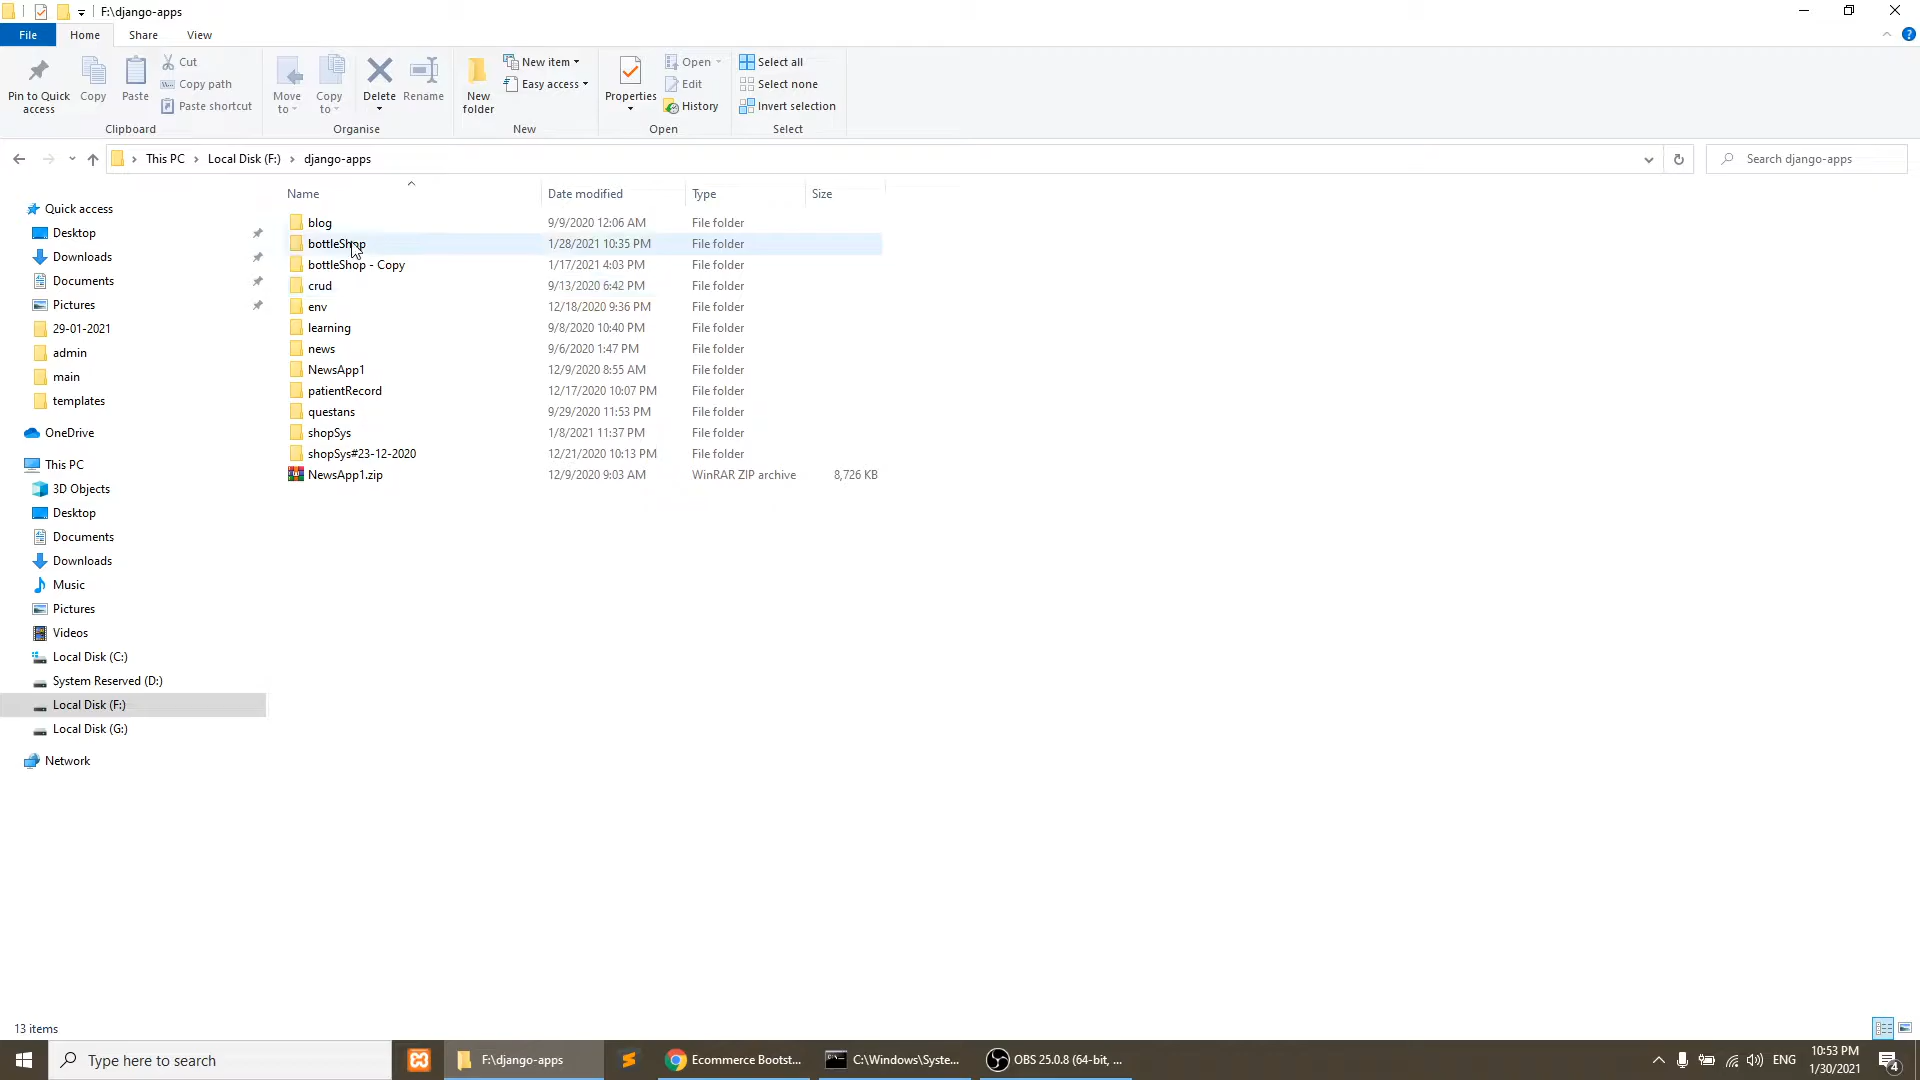 F:\django-apps
File Home Share View
Pin to Quick access
Copy
Paste
Cut
Copy path
Paste shortcut
Clipboard
Move to
Copy to
Delete
Rename
Organise
New folder
New item
Easy access
New
Properties
Open
Edit
History
Open
Select all
Select none
Invert selection
Select
This PC Local Disk (F:) django-apps
Search django-apps
Quick access
Desktop
Downloads
Documents
Pictures
29-01-2021
admin
main
templates
OneDrive
This PC
3D Objects
Desktop
Documents
Downloads
Music
Pictures
Videos
Local Disk (C:)
System Reserved (D:)
Local Disk (F:)
Local Disk (G:)
Network
Name Date modified Type Size
blog 9/9/2020 12:06 AM File folder
bottleShop 1/28/2021 10:35 PM File folder
bottleShop - Copy 1/17/2021 4:03 PM File folder
crud 9/13/2020 6:42 PM File folder
env 12/18/2020 9:36 PM File folder
learning 9/8/2020 10:40 PM File folder
news 9/6/2020 1:47 PM File folder
NewsApp1 12/9/2020 8:55 AM File folder
patientRecord 12/17/2020 10:07 PM File folder
questans 9/29/2020 11:53 PM File folder
shopSys 1/8/2021 11:37 PM File folder
shopSys#23-12-2020 12/21/2020 10:13 PM File folder
NewsApp1.zip 12/9/2020 9:03 AM WinRAR ZIP archive 8,726 KB
13 items
Type here to search
F:\django-apps
Ecommerce Bootst...
C:\Windows\Syste...
OBS 25.0.8 (64-bit, ...
ENG
10:53 PM
1/30/2021
4